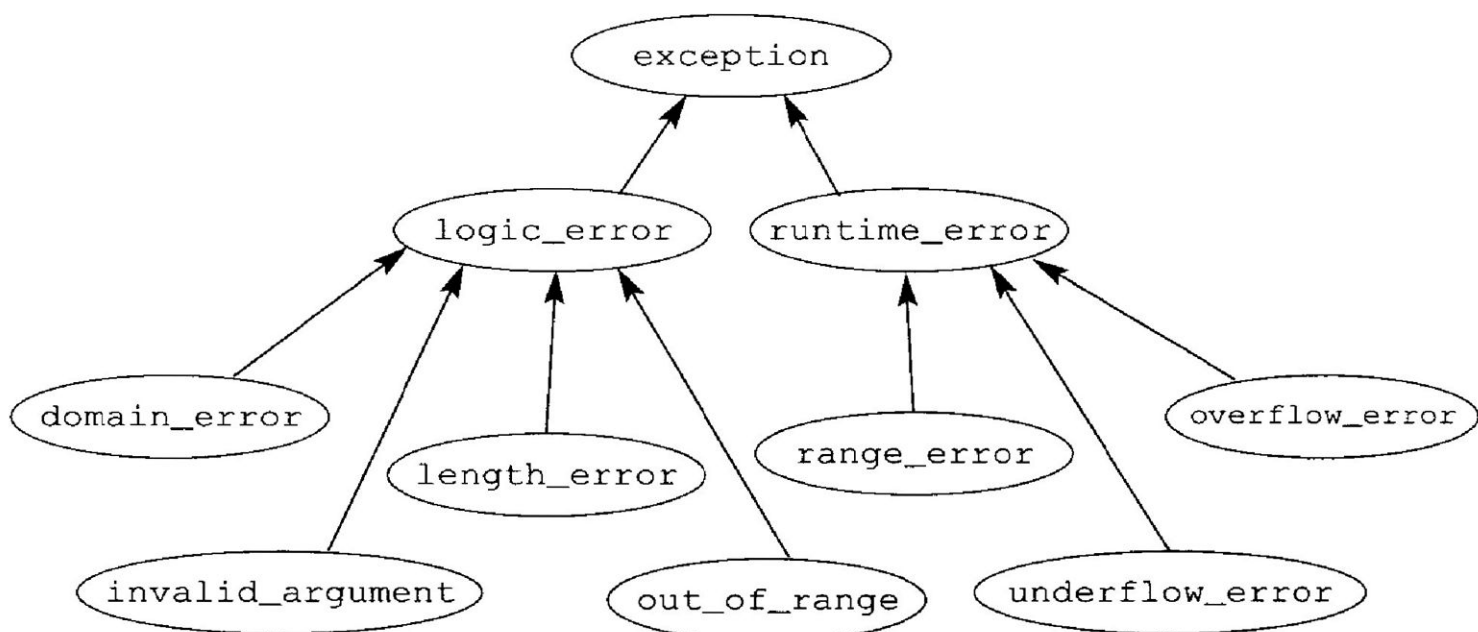 exception
logic_error
runtime_error
domain_error
overflow_error
length_error
range_error
invalid_argument
out_of_range
underflow_error